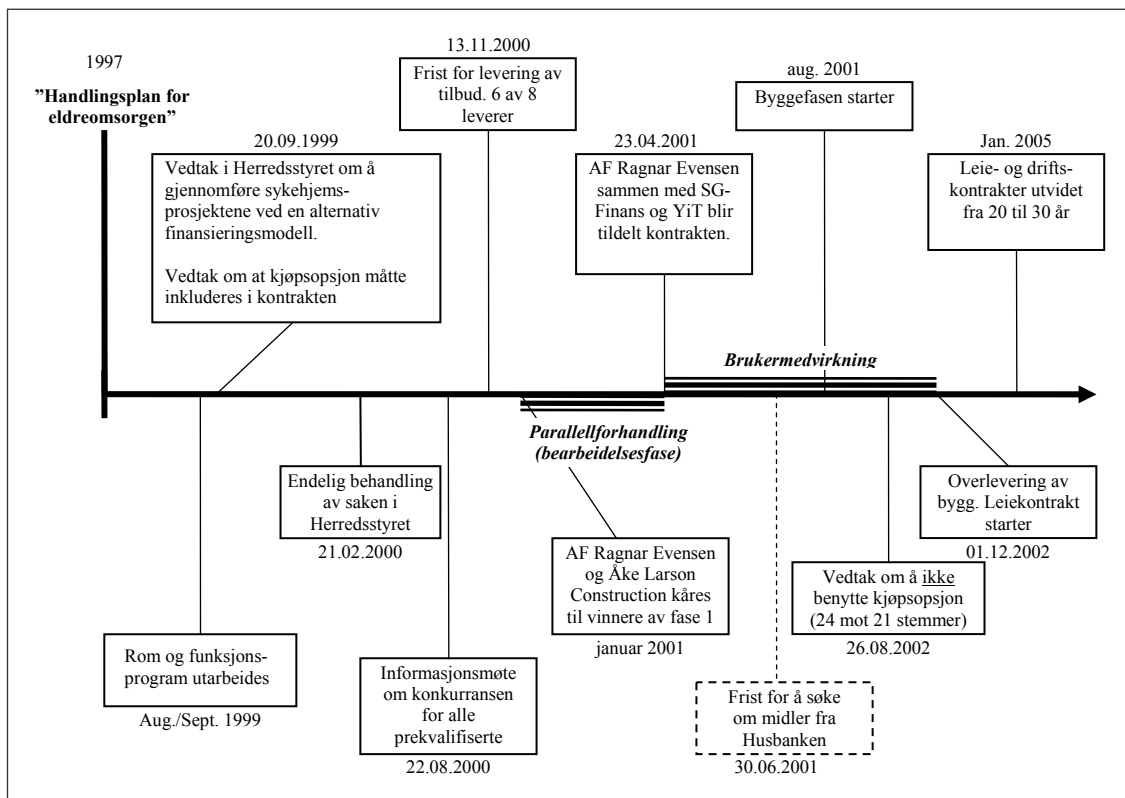 1997
”Handlingsplan for
eldreomsorgen”
20.09.1999
Vedtak i Herredsstyret om å
gjennomføre sykehjems-
prosjektene ved en alternativ
finansieringsmodell.
Vedtak om at kjøpsopsjon måtte
inkluderes i kontrakten
13.11.2000
Frist for levering av
tilbud. 6 av 8
leverer
23.04.2001
AF Ragnar Evensen
sammen med SG-
Finans og YiT blir
tildelt kontrakten.
aug. 2001
Byggefasen starter
Jan. 2005
Leie- og drifts-
kontrakter utvidet
fra 20 til 30 år
Brukermedvirkning
Parallellforhandling
(bearbeidelsesfase)
Rom og funksjons-
program utarbeides
Aug./Sept. 1999
Endelig behandling
av saken i
Herredsstyret
21.02.2000
Informasjonsmøte
om konkurransen
for alle
prekvalifiserte
22.08.2000
AF Ragnar Evensen
og Åke Larson
Construction kåres
til vinnere av fase 1
januar 2001
Frist for å søke
om midler fra
Husbanken
30.06.2001
Vedtak om å ikke
benytte kjøpsopsjon
(24 mot 21 stemmer)
26.08.2002
Overlevering av
bygg. Leiekontrakt
starter
01.12.2002